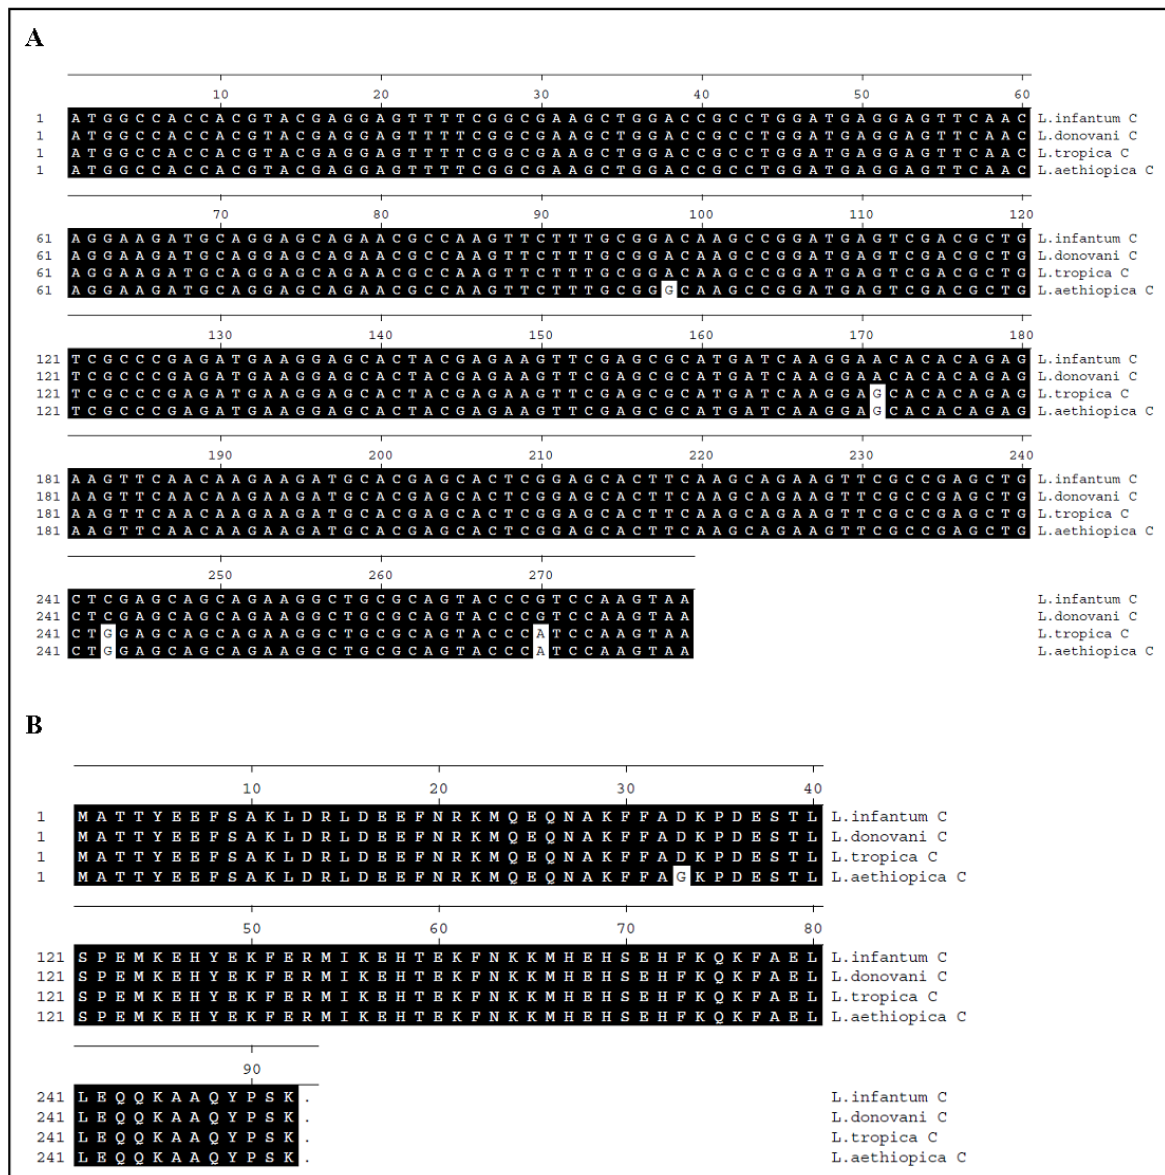 A
10 20 30 40 50 60
1 ATGGCCACCACGTACGAGGAGTTTTCGGCGAAGCTGGACCGCCTGGATGAGGAGTTCAAC L.infantum C
1 ATGGCCACCACGTACGAGGAGTTTTCGGCGAAGCTGGACCGCCTGGATGAGGAGTTCAAC L.donovani C
1 ATGGCCACCACGTACGAGGAGTTTTCGGCGAAGCTGGACCGCCTGGATGAGGAGTTCAAC L.tropica C
1 ATGGCCACCACGTACGAGGAGTTTTCGGCGAAGCTGGACCGCCTGGATGAGGAGTTCAAC L.aethiopica C
70 80 90 100 110 120
61 AGGAAGATGCAGGAGCAGAACGCCAAGTTCTTTGCGGACAAGCCGGATGAGTCGACGCTG L.infantum C
61 AGGAAGATGCAGGAGCAGAACGCCAAGTTCTTTGCGGACAAGCCGGATGAGTCGACGCTG L.donovani C
61 AGGAAGATGCAGGAGCAGAACGCCAAGTTCTTTGCGGACAAGCCGGATGAGTCGACGCTG L.tropica C
61 AGGAAGATGCAGGAGCAGAACGCCAAGTTCTTTGCGGGCAAGCCGGATGAGTCGACGCTG L.aethiopica C
130 140 150 160 170 180
121 TCGCCCGAGATGAAGGAGCACTACGAGAAGTTCGAGCGCATGATCAAGGAACACACAGAG L.infantum C
121 TCGCCCGAGATGAAGGAGCACTACGAGAAGTTCGAGCGCATGATCAAGGAACACACAGAG L.donovani C
121 TCGCCCGAGATGAAGGAGCACTACGAGAAGTTCGAGCGCATGATCAAGGAGCACACAGAG L.tropica C
121 TCGCCCGAGATGAAGGAGCACTACGAGAAGTTCGAGCGCATGATCAAGGAGCACACAGAG L.aethiopica C
190 200 210 220 230 240
181 AAGTTCAACAAGAAGATGCACGAGCACTCGGAGCACTTCAAGCAGAAGTTCGCCGAGCTG L.infantum C
181 AAGTTCAACAAGAAGATGCACGAGCACTCGGAGCACTTCAAGCAGAAGTTCGCCGAGCTG L.donovani C
181 AAGTTCAACAAGAAGATGCACGAGCACTCGGAGCACTTCAAGCAGAAGTTCGCCGAGCTG L.tropica C
181 AAGTTCAACAAGAAGATGCACGAGCACTCGGAGCACTTCAAGCAGAAGTTCGCCGAGCTG L.aethiopica C
250 260 270
241 CTCGAGCAGCAGAAGGCTGCGCAGTACCCGTCCAAGTAA L.infantum C
241 CTCGAGCAGCAGAAGGCTGCGCAGTACCCGTCCAAGTAA L.donovani C
241 CTGGAGCAGCAGAAGGCTGCGCAGTACCCATCCAAGTAA L.tropica C
241 CTGGAGCAGCAGAAGGCTGCGCAGTACCCATCCAAGTAA L.aethiopica C
B
10 20 30 40
1 MATTYEEFSAKLDRLDEEFNRKMQEQNAKFFADKPDESTL L.infantum C
1 MATTYEEFSAKLDRLDEEFNRKMQEQNAKFFADKPDESTL L.donovani C
1 MATTYEEFSAKLDRLDEEFNRKMQEQNAKFFADKPDESTL L.tropica C
1 MATTYEEFSAKLDRLDEEFNRKMQEQNAKFFAGKPDESTL L.aethiopica C
50 60 70 80
121 SPEMKEHYEKFERMIKEHTEKFNKKMHEHSEHFKQKFAEL L.infantum C
121 SPEMKEHYEKFERMIKEHTEKFNKKMHEHSEHFKQKFAEL L.donovani C
121 SPEMKEHYEKFERMIKEHTEKFNKKMHEHSEHFKQKFAEL L.tropica C
121 SPEMKEHYEKFERMIKEHTEKFNKKMHEHSEHFKQKFAEL L.aethiopica C
90
241 LEQQKAAQYPSK. L.infantum C
241 LEQQKAAQYPSK. L.donovani C
241 LEQQKAAQYPSK. L.tropica C
241 LEQQKAAQYPSK. L.aethiopica C